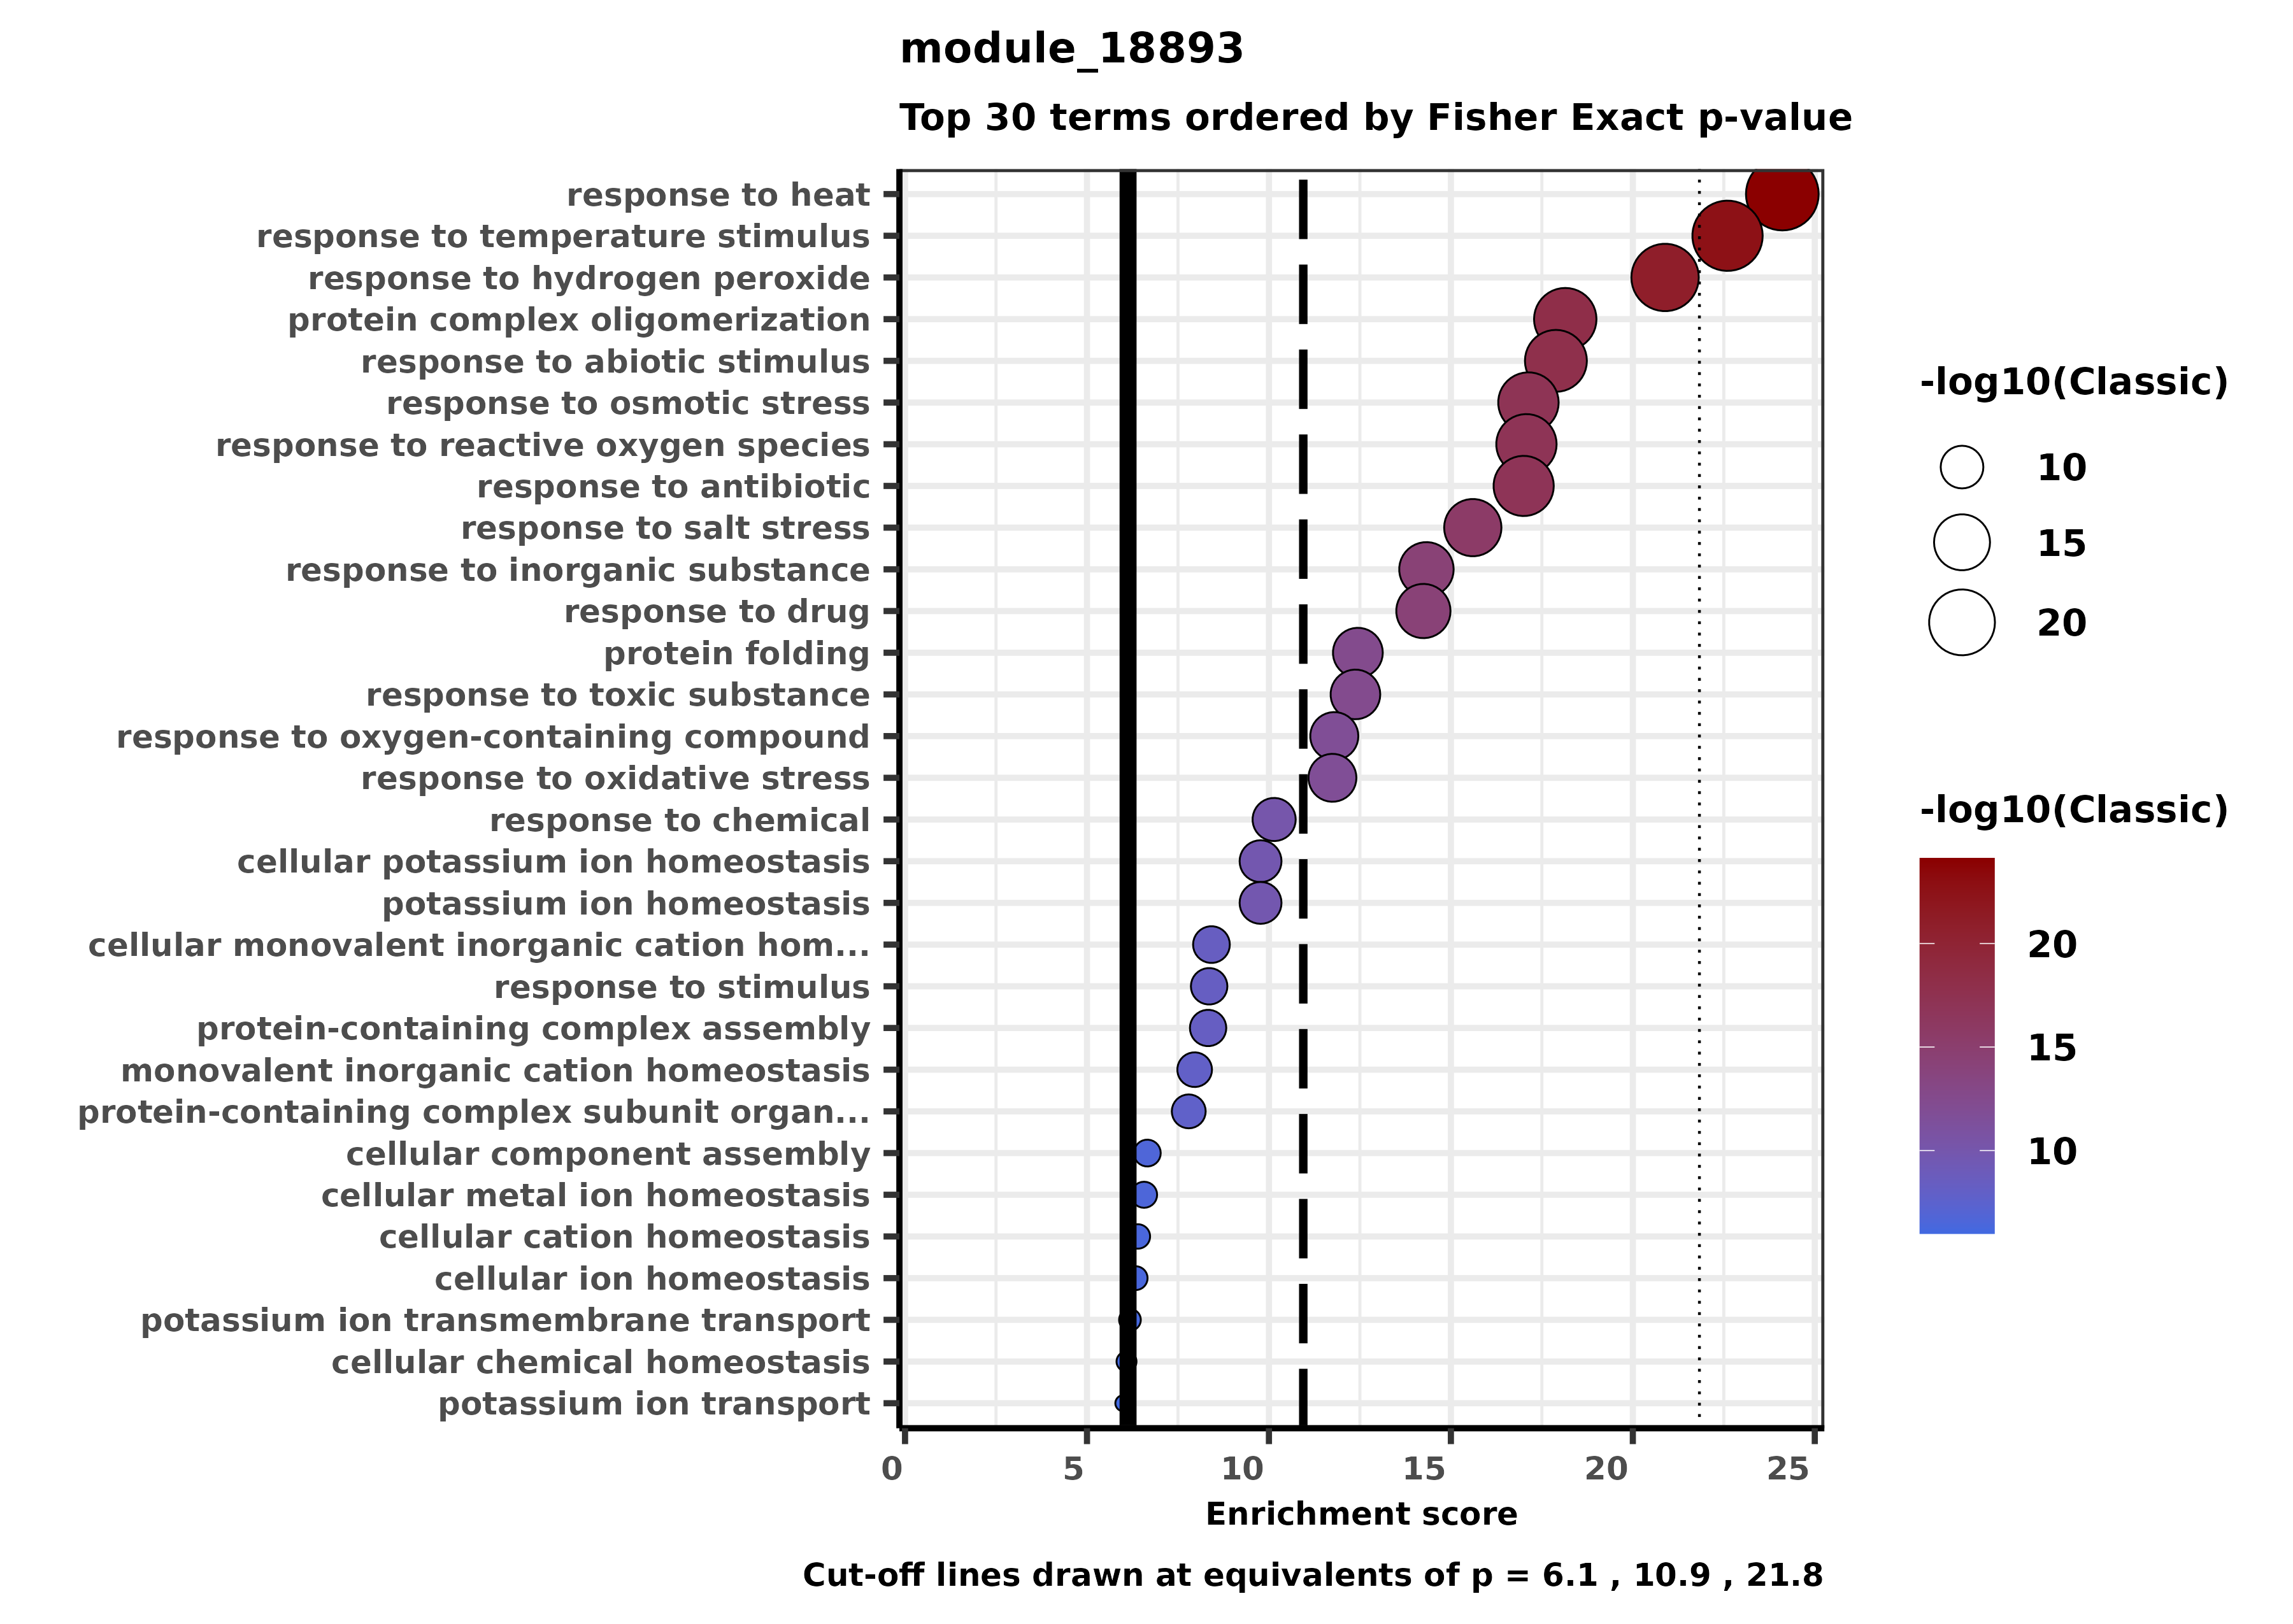 module_18893
Top 30 terms ordered by Fisher Exact p-value
response to heat
response to temperature stimulus
response to hydrogen peroxide
protein complex oligomerization
response to abiotic stimulus
response to osmotic stress
response to reactive oxygen species
response to antibiotic
response to salt stress
response to inorganic substance
response to drug
protein folding
response to toxic substance
response to oxygen-containing compound
response to oxidative stress
response to chemical
cellular potassium ion homeostasis
potassium ion homeostasis
cellular monovalent inorganic cation hom...
response to stimulus
protein-containing complex assembly
monovalent inorganic cation homeostasis
protein-containing complex subunit organ...
cellular component assembly
cellular metal ion homeostasis
cellular cation homeostasis
cellular ion homeostasis
potassium ion transmembrane transport
cellular chemical homeostasis
potassium ion transport
0 5 10 15 20 25
Enrichment score
Cut-off lines drawn at equivalents of p = 6.1 , 10.9 , 21.8
-log10(Classic)
10
15
20
-log10(Classic)
20
15
10